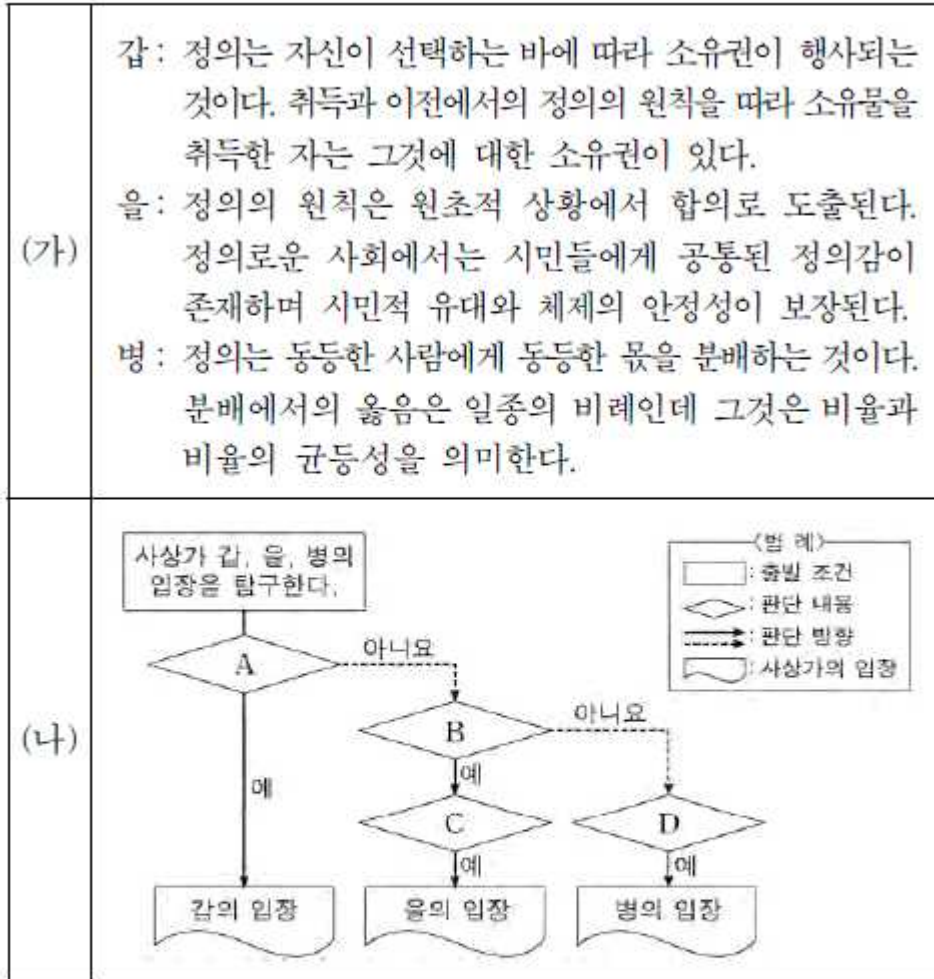 (가)
갑: 정의는 자신이 선택하는 바에 따라 소유권이 행사되는
것이다. 취득과 이전에서의 정의의 원칙을 따라 소유물을
취득한 자는 그것에 대한 소유권이 있다.
을: 정의의 원칙은 원초적 상황에서 합의로 도출된다.
정의로운 사회에서는 시민들에게 공통된 정의감이
존재하며 시민적 유대와 체제의 안정성이 보장된다.
병: 정의는 동등한 사람에게 동등한 몫을 분배하는 것이다.
분배에서의 옳음은 일종의 비례인데 그것은 비율과
비율의 균등성을 의미한다.
(나)
사상가 갑, 을, 병의
입장을 탐구한다.
<범 례>
: 출발 조건
: 판단 내용
: 판단 방향
: 사상가의 입장
A
아니요
B
아니요
예
예
C
D
예
예
갑의 입장
을의 입장
병의 입장